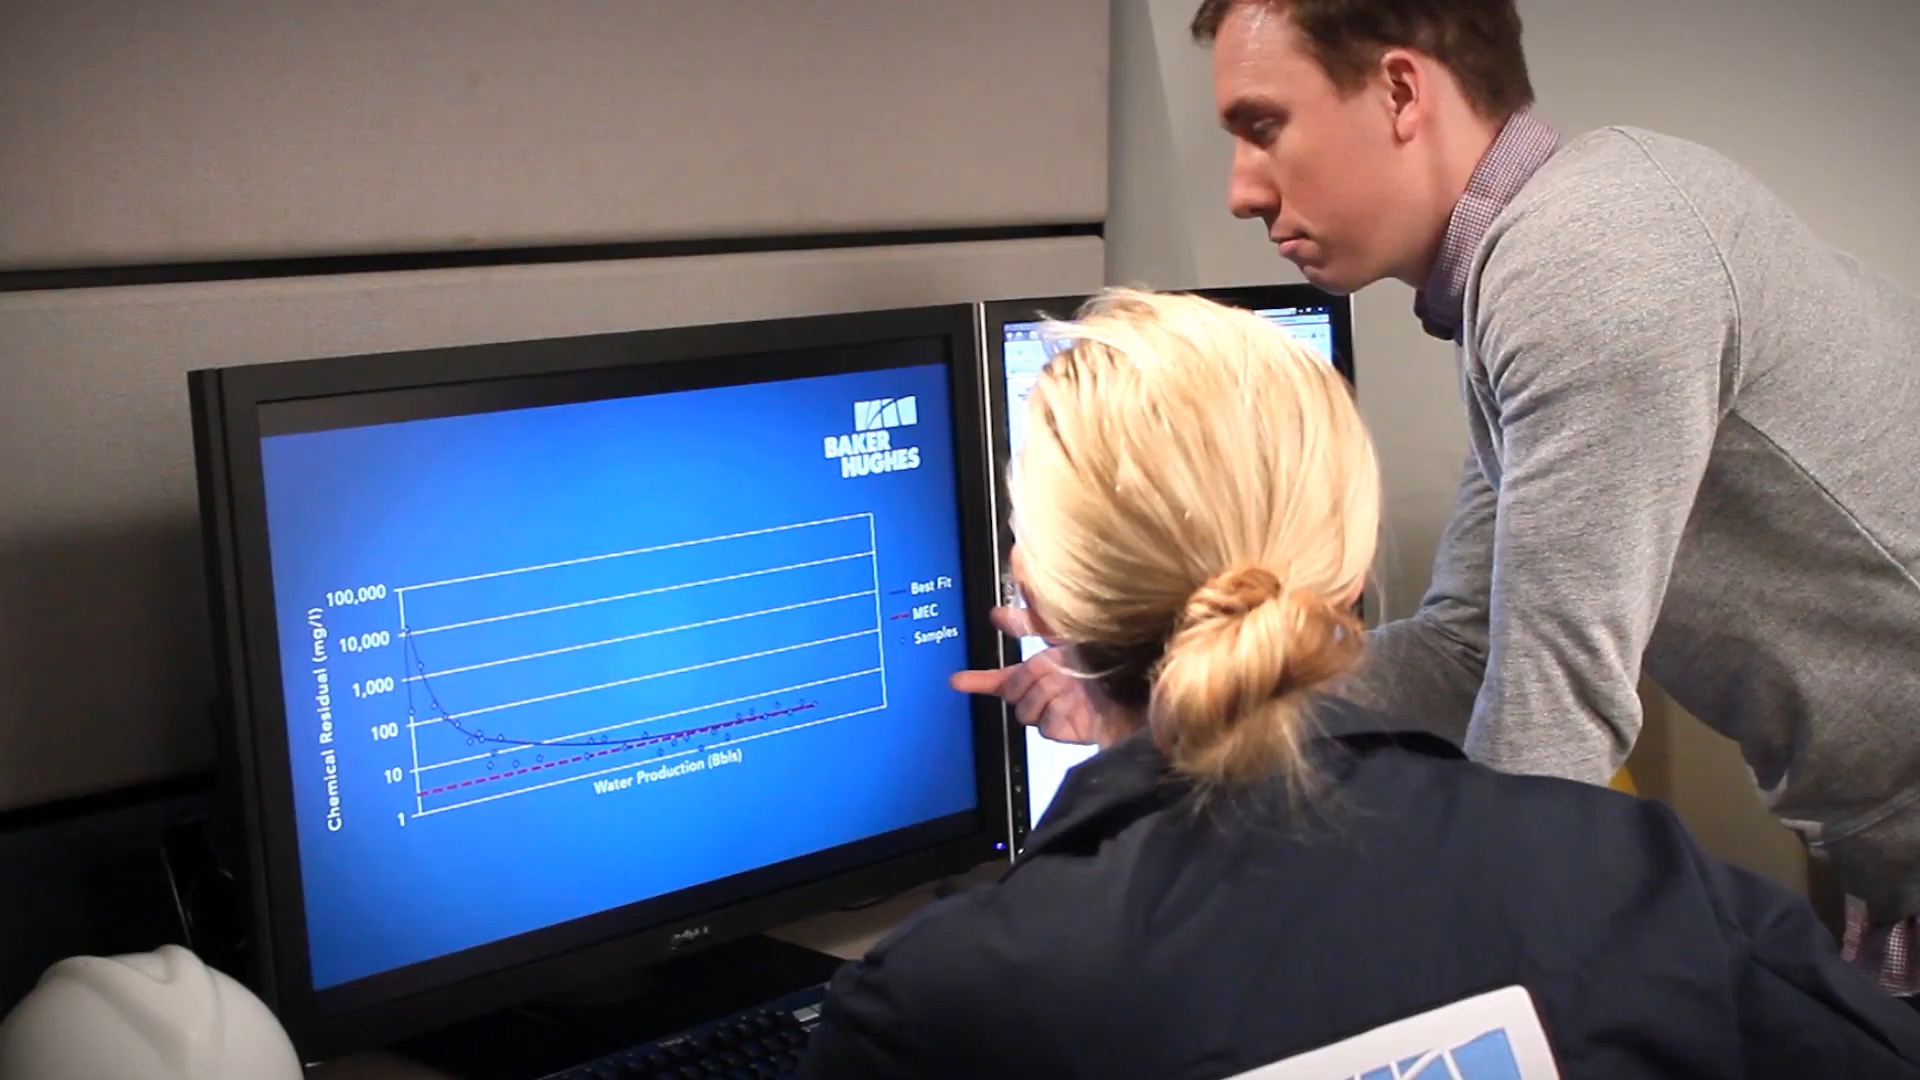 BAKER
HUGHES
100,000
10,000
1,000
100
10
1
Chemical Residual (mg/l)
Water Production (Bbls)
Best Fit
MEC
Samples
DELL